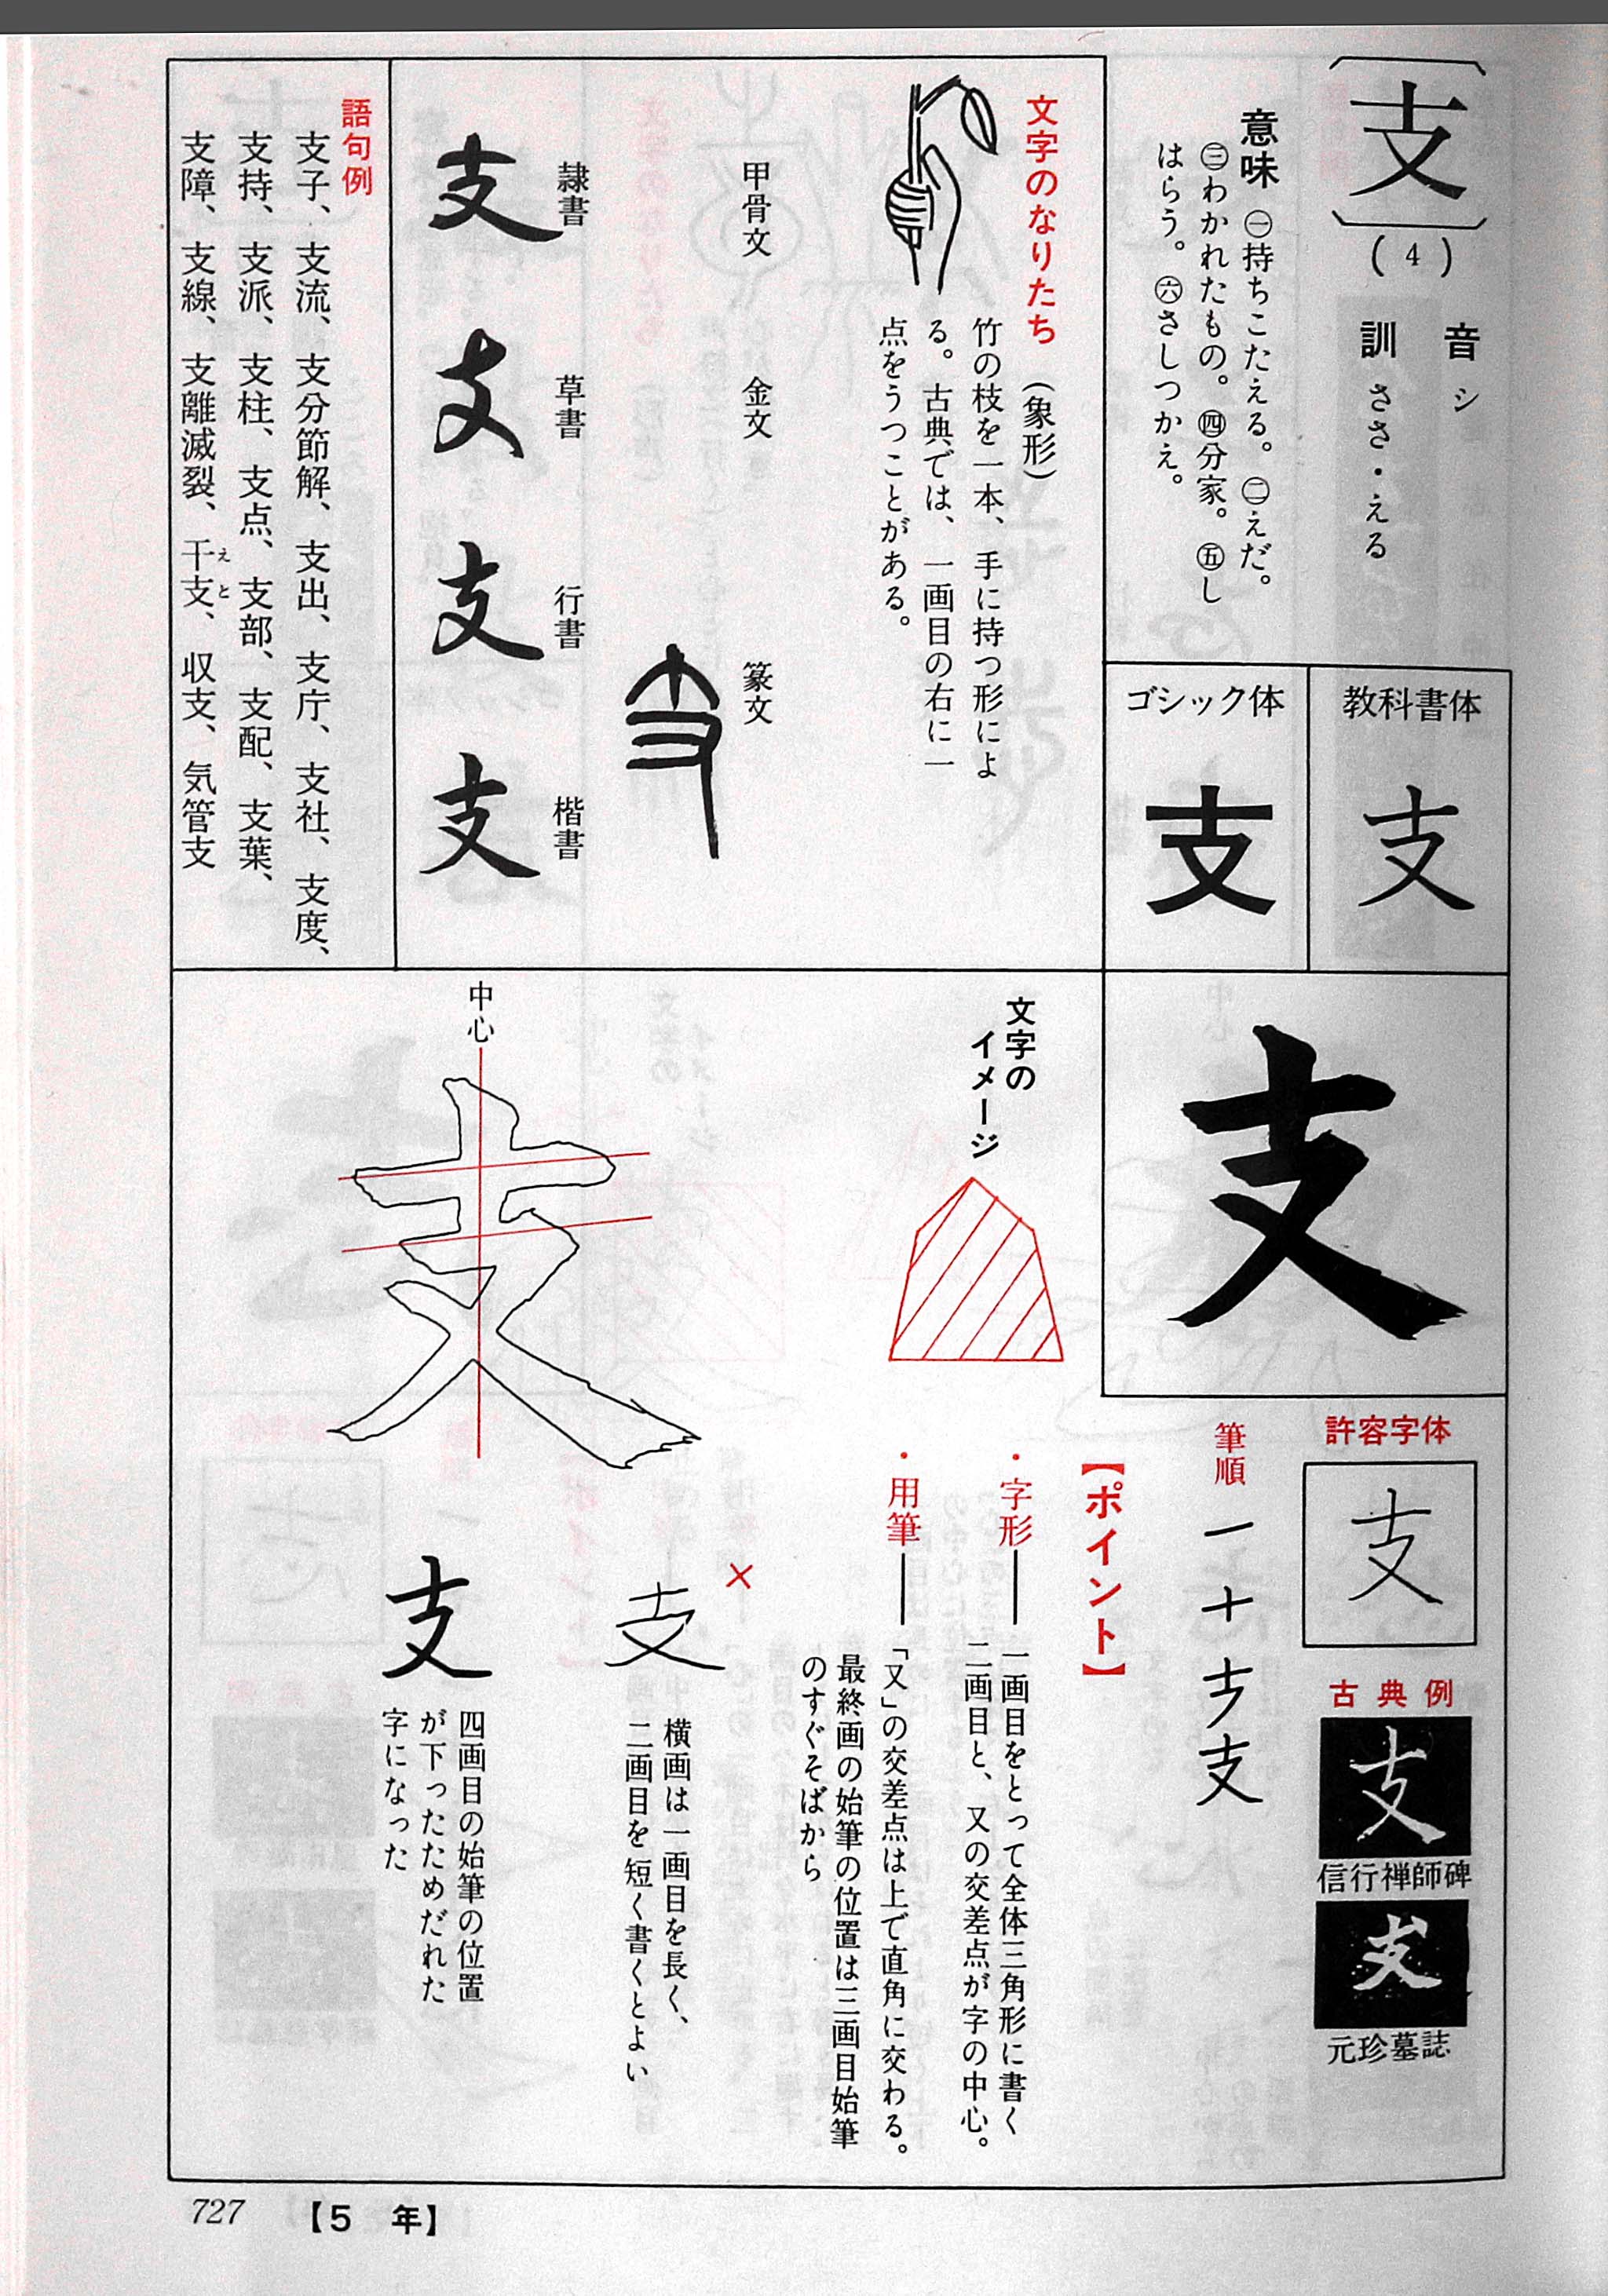 〔支〕(4)
音 シ
訓 ささ・える
意味 ㊀持ちこたえる。㊁えだ。
㊂わかれたもの。㊃分家。㊄し
はらう。㊅さしつかえ。
教科書体
支
ゴシック体
支
文字のなりたち(象形)
竹の枝を一本、手に持つ形によ
る。古典では、一画目の右に一
点をうつことがある。
甲骨文
金文
篆文
隷書
支
草書
支
行書
支
楷書
支
語句例
支子、支流、支分節解、支出、支庁、支社、支度、
支持、支派、支柱、支点、支部、支配、支葉、
支障、支線、支離滅裂、干支、収支、気管支
えと
支
許容字体
支
古典例
支
信行禅師碑
支
元珍墓誌
筆順 一 十 ナ 支
文字の
イメージ
【ポイント】
・字形――一画目をとって全体三角形に書く
二画目と、又の交差点が字の中心。
・用筆――「又」の交差点は上で直角に交わる。
最終画の始筆の位置は三画目始筆
のすぐそばから
中心
支
×
支
横画は一画目を長く、
二画目を短く書くとよい
支
四画目の始筆の位置
が下ったためだれた
字になった
727 【5 年】